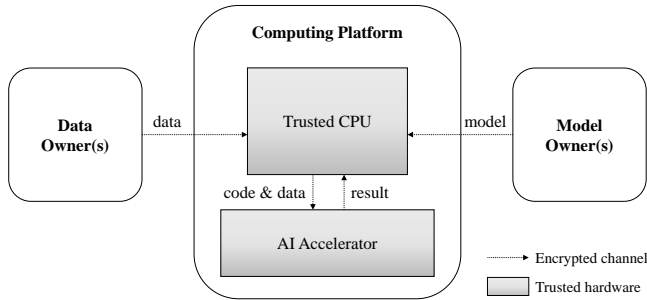 Computing Platform
Data
Owner(s)
data
Trusted CPU
model
Model
Owner(s)
code & data
result
AI Accelerator
Encrypted channel
Trusted hardware